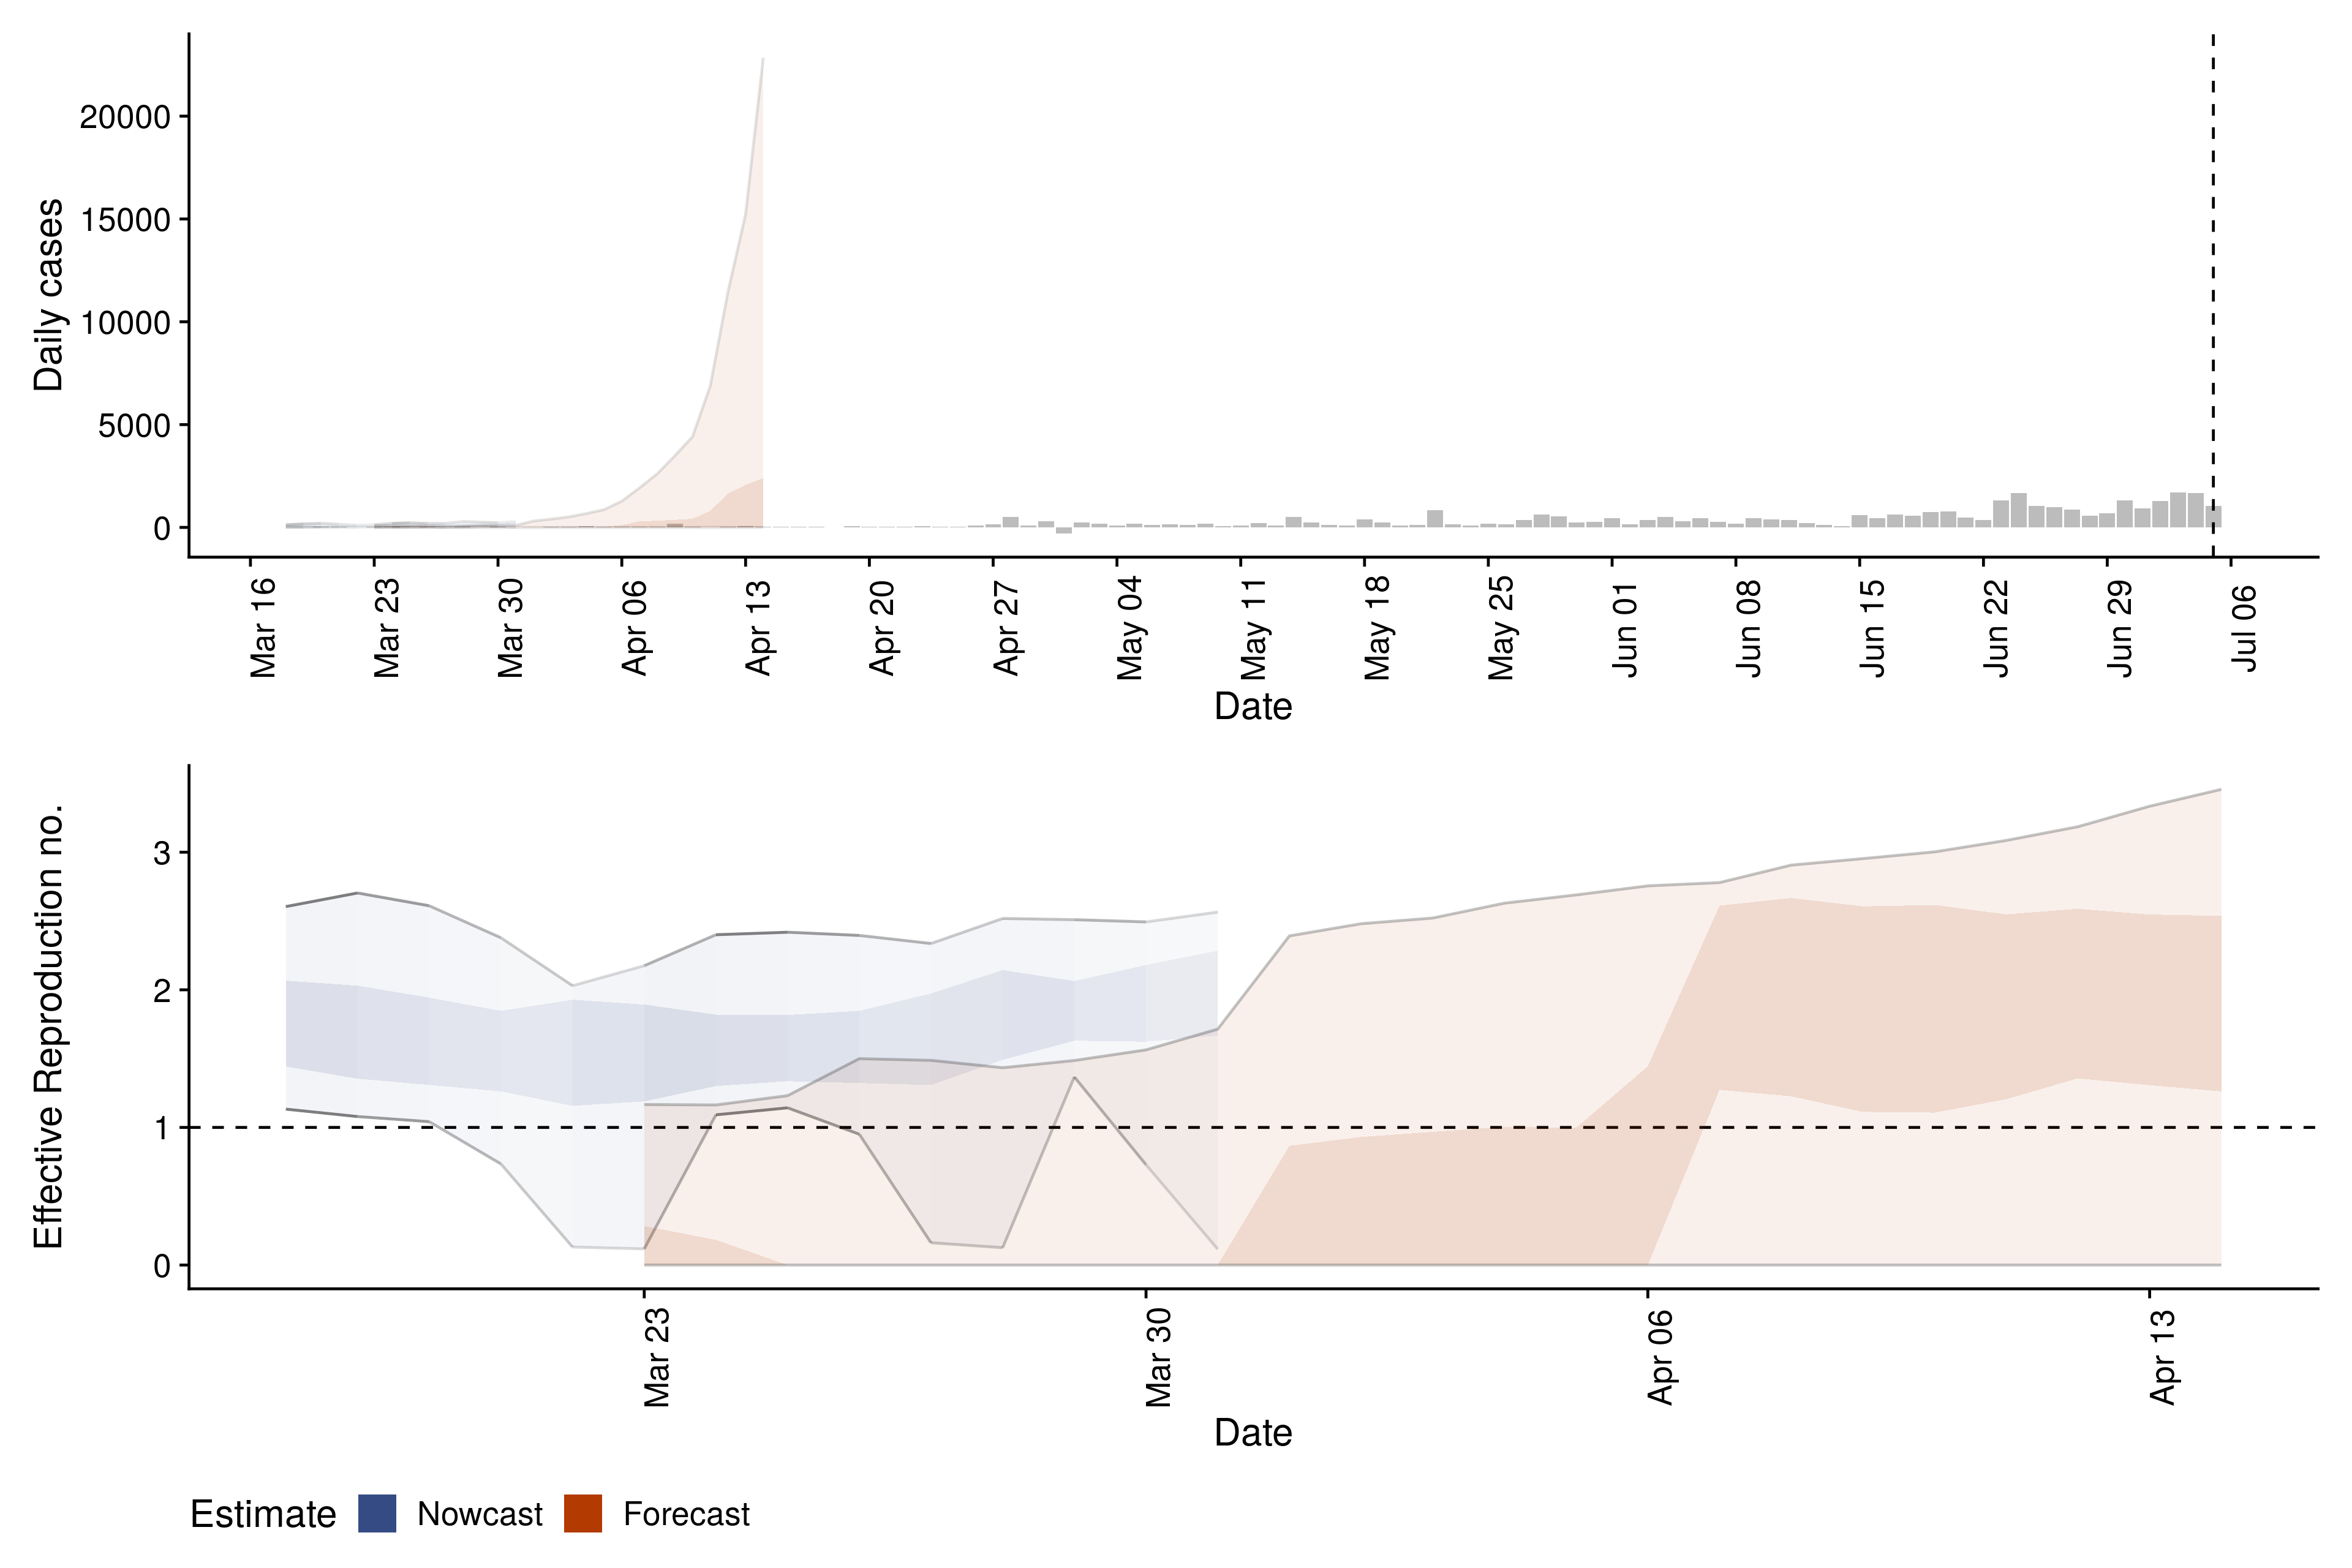 Daily cases
20000
15000
10000
5000
0
Mar 16
Mar 23
Mar 30
Apr 06
Apr 13
Apr 20
Apr 27
May 04
May 11
May 18
May 25
Jun 01
Jun 08
Jun 15
Jun 22
Jun 29
Jul 06
Date
Effective Reproduction no.
3
2
1
0
Mar 23
Mar 30
Apr 06
Apr 13
Date
Estimate Nowcast Forecast